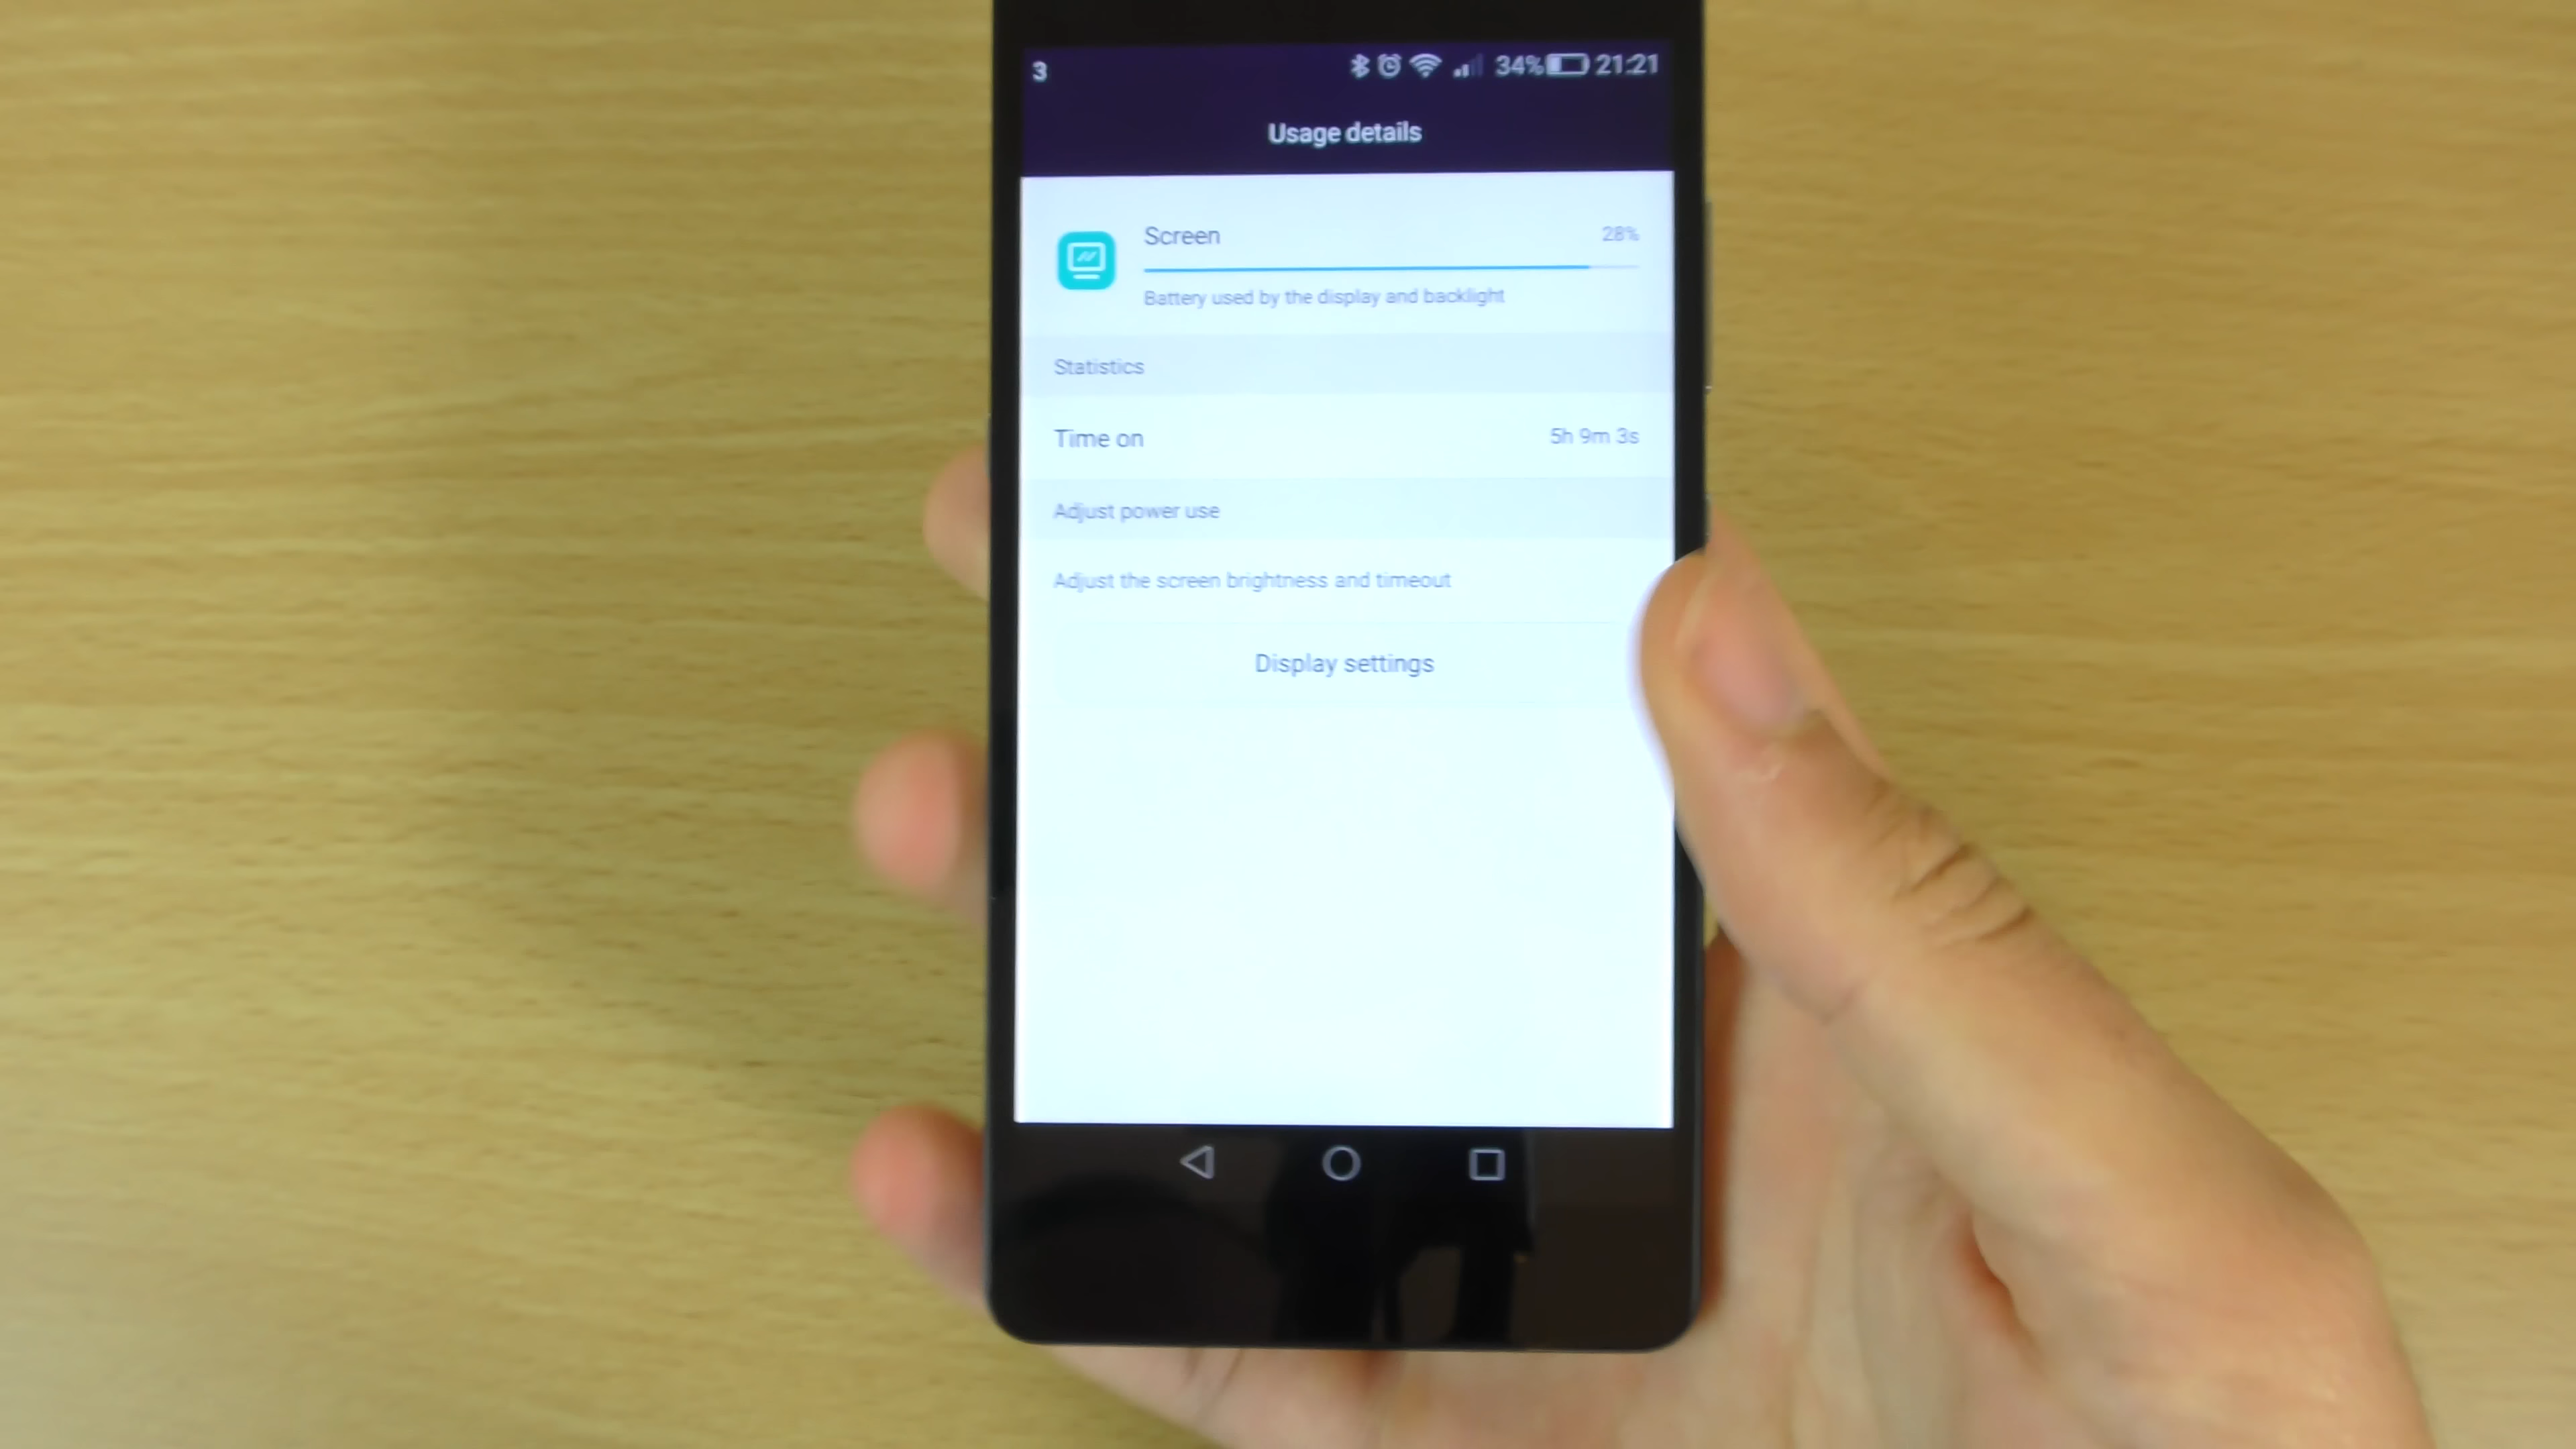 3 34% 21:21
Usage details
Screen 28%
Battery used by the display and backlight
Statistics
Time on 5h 9m 3s
Adjust power use
Adjust the screen brightness and timeout
Display settings